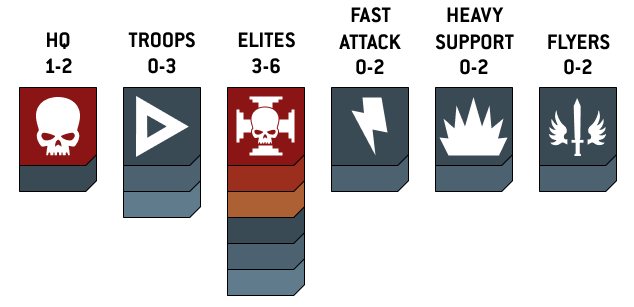 HQ
1-2
TROOPS
0-3
ELITES
3-6
FAST
ATTACK
0-2
HEAVY
SUPPORT
0-2
FLYERS
0-2